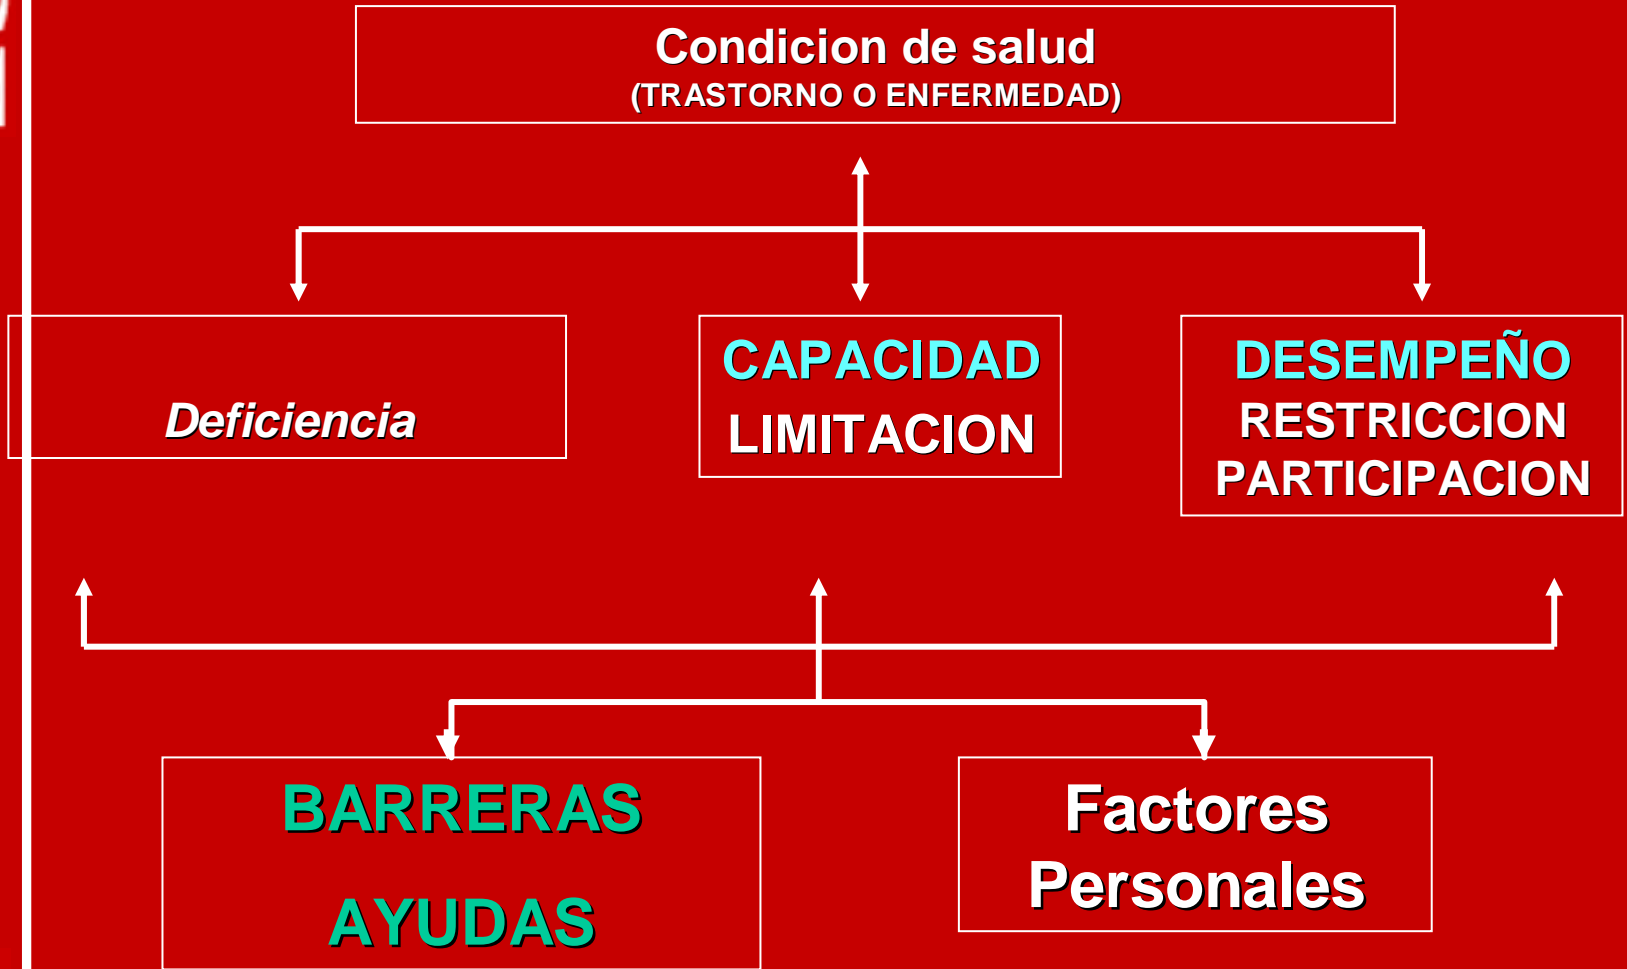 Condicion de salud
(TRASTORNO O ENFERMEDAD)
Deficiencia
CAPACIDAD
LIMITACION
DESEMPEÑO
RESTRICCION
PARTICIPACION
BARRERAS
AYUDAS
Factores
Personales